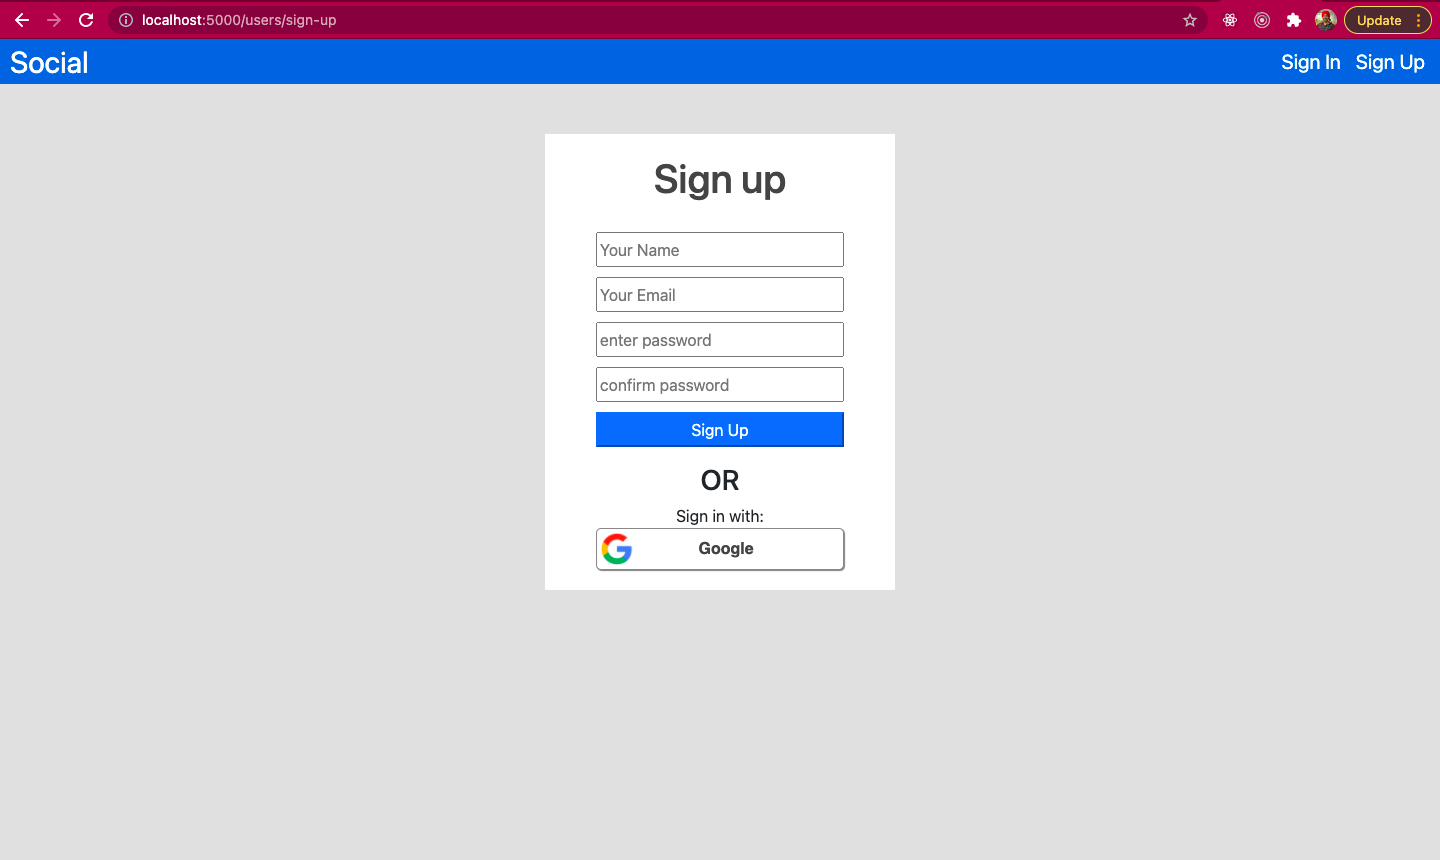 localhost:5000/users/sign-up
Update
Social
Sign In Sign Up
Sign up
Your Name
Your Email
enter password
confirm password
Sign Up
OR
Sign in with:
Google